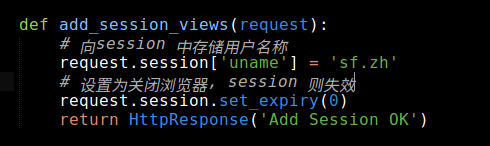 def add_session_views(request):
    # 向session 中存储用户名称
    request.session['uname'] = 'sf.zh'
    # 设置为关闭浏览器，session 则失效
    request.session.set_expiry(0)
    return HttpResponse('Add Session OK')